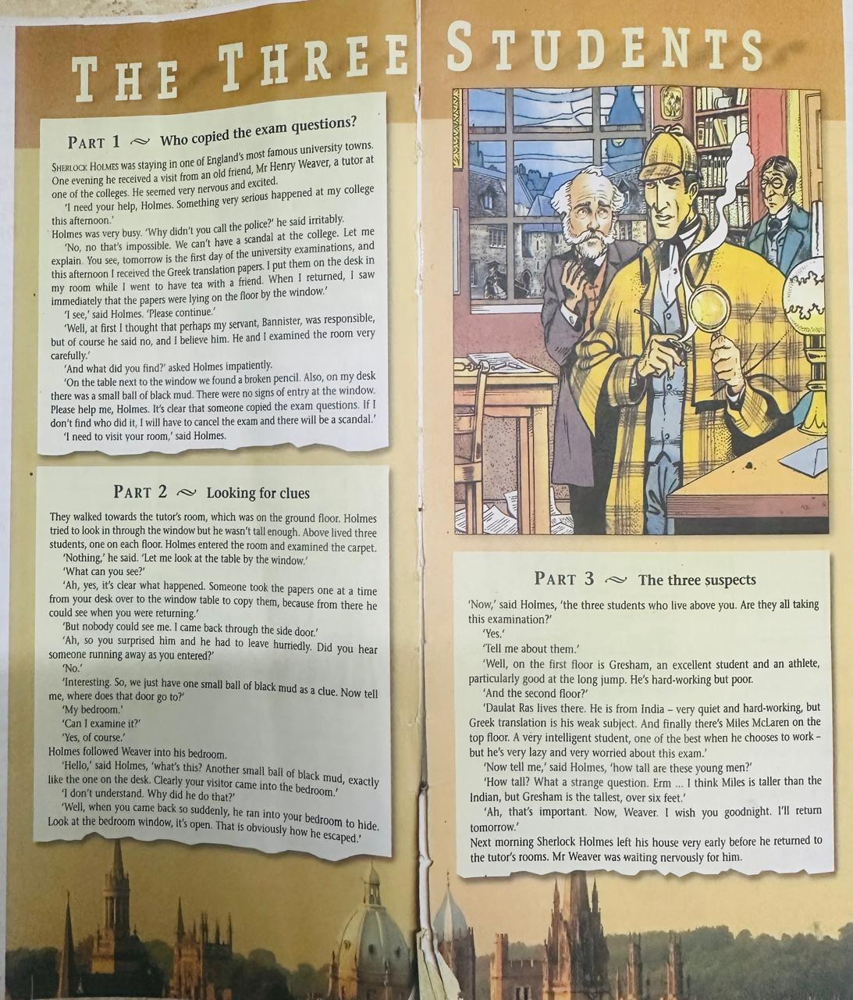 THE THREE STUDENTS
PART 1 ~ Who copied the exam questions?
SHERLOCK HOLMES was staying in one of England's most famous university towns.
One evening he received a visit from an old friend, Mr Henry Weaver, a tutor at
one of the colleges. He seemed very nervous and excited.
'I need your help, Holmes. Something very serious happened at my college
this afternoon.'
Holmes was very busy. 'Why didn't you call the police?' he said irritably.
'No, no that's impossible. We can't have a scandal at the college. Let me
explain. You see, tomorrow is the first day of the university examinations, and
this afternoon I received the Greek translation papers. I put them on the desk in
my room while I went to have tea with a friend. When I returned, I saw
immediately that the papers were lying on the floor by the window.'
'I see,' said Holmes. 'Please continue.'
'Well, at first I thought that perhaps my servant, Bannister, was responsible,
but of course he said no, and I believe him. He and I examined the room very
carefully.'
'And what did you find?' asked Holmes impatiently.
'On the table next to the window we found a broken pencil. Also, on my desk
there was a small ball of black mud. There were no signs of entry at the window.
Please help me, Holmes. It's clear that someone copied the exam questions. If I
don't find who did it, I will have to cancel the exam and there will be a scandal.'
'I need to visit your room,' said Holmes.
PART 2 ~ Looking for clues
They walked towards the tutor's room, which was on the ground floor. Holmes
tried to look in through the window but he wasn't tall enough. Above lived three
students, one on each floor. Holmes entered the room and examined the carpet.
'Nothing,' he said. 'Let me look at the table by the window.'
'What can you see?'
'Ah, yes, it's clear what happened. Someone took the papers one at a time
from your desk over to the window table to copy them, because from there he
could see when you were returning.'
'But nobody could see me. I came back through the side door.'
'Ah, so you surprised him and he had to leave hurriedly. Did you hear
someone running away as you entered?'
'No.'
'Interesting. So, we just have one small ball of black mud as a clue. Now tell
me, where does that door go to?'
'My bedroom.'
'Can I examine it?'
'Yes, of course.'
Holmes followed Weaver into his bedroom.
'Hello,' said Holmes, 'what's this? Another small ball of black mud, exactly
like the one on the desk. Clearly your visitor came into the bedroom.'
'I don't understand. Why did he do that?'
'Well, when you came back so suddenly, he ran into your bedroom to hide.
Look at the bedroom window, it's open. That is obviously how he escaped.'
PART 3 ~ The three suspects
'Now,' said Holmes, 'the three students who live above you. Are they all taking
this examination?'
'Yes.'
'Tell me about them.'
'Well, on the first floor is Gresham, an excellent student and an athlete,
particularly good at the long jump. He's hard-working but poor.
'And the second floor?'
'Daulat Ras lives there. He is from India – very quiet and hard-working, but
Greek translation is his weak subject. And finally there's Miles McLaren on the
top floor. A very intelligent student, one of the best when he chooses to work –
but he's very lazy and very worried about this exam.'
'Now tell me,' said Holmes, 'how tall are these young men?'
'How tall? What a strange question. Erm ... I think Miles is taller than the
Indian, but Gresham is the tallest, over six feet.'
'Ah, that's important. Now, Weaver. I wish you goodnight. I'll return
tomorrow.'
Next morning Sherlock Holmes left his house very early before he returned to
the tutor's rooms. Mr Weaver was waiting nervously for him.